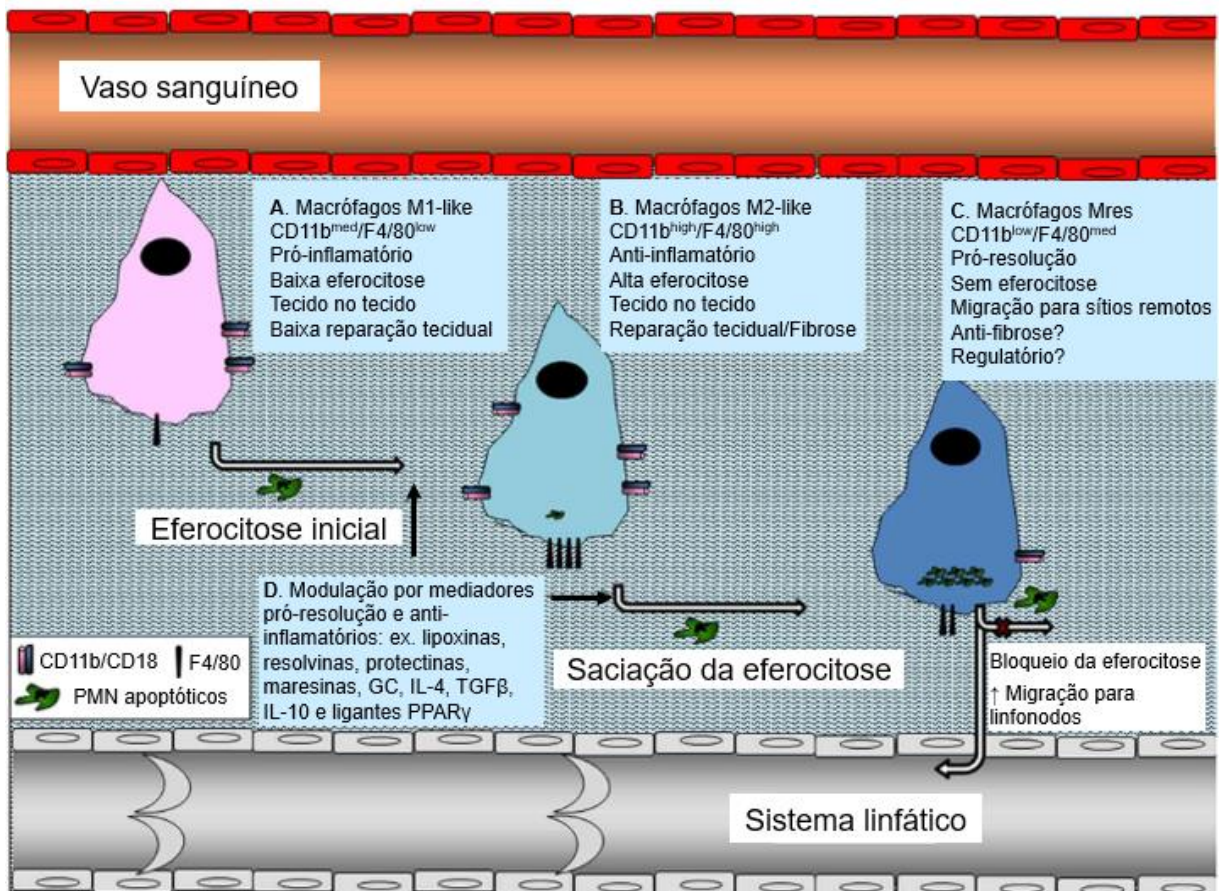 Vaso sanguíneo
A. Macrófagos M1-like
CD11bᵐᵉᵈ/F4/80ˡᵒʷ
Pró-inflamatório
Baixa eferocitose
Tecido no tecido
Baixa reparação tecidual
B. Macrófagos M2-like
CD11bʰⁱᵍʰ/F4/80ʰⁱᵍʰ
Anti-inflamatório
Alta eferocitose
Tecido no tecido
Reparação tecidual/Fibrose
C. Macrófagos Mres
CD11bˡᵒʷ/F4/80ᵐᵉᵈ
Pró-resolução
Sem eferocitose
Migração para sítios remotos
Anti-fibrose?
Regulatório?
Eferocitose inicial
D. Modulação por mediadores
pró-resolução e anti-
inflamatórios: ex. lipoxinas,
resolvinas, protectinas,
maresinas, GC, IL-4, TGFβ,
IL-10 e ligantes PPARγ
Saciação da eferocitose
Bloqueio da eferocitose
↑ Migração para
linfonodos
CD11b/CD18 F4/80
PMN apoptóticos
Sistema linfático